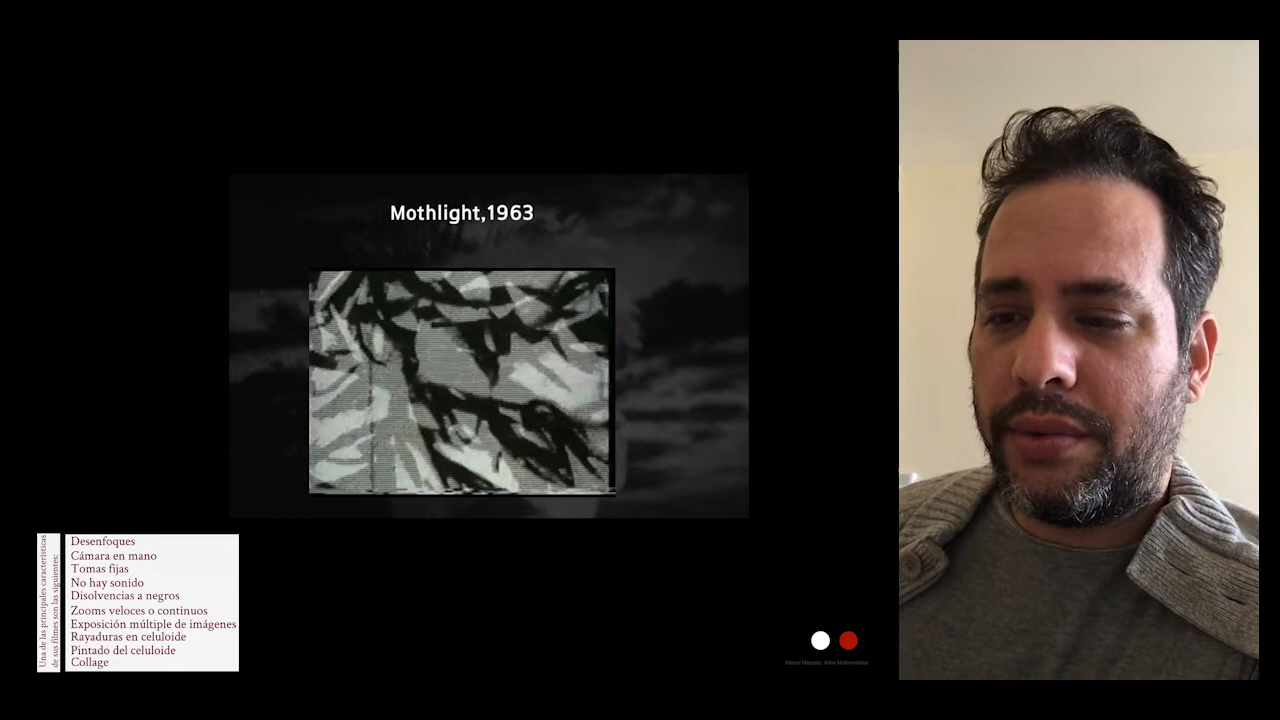 Mothlight,1963
Una de las principales características
de sus filmes son las siguientes:
Desenfoques
Cámara en mano
Tomas fijas
No hay sonido
Disolvencias a negros
Zooms veloces o continuos
Exposición múltiple de imágenes
Rayaduras en celuloide
Pintado del celuloide
Collage
Artes Multimediales